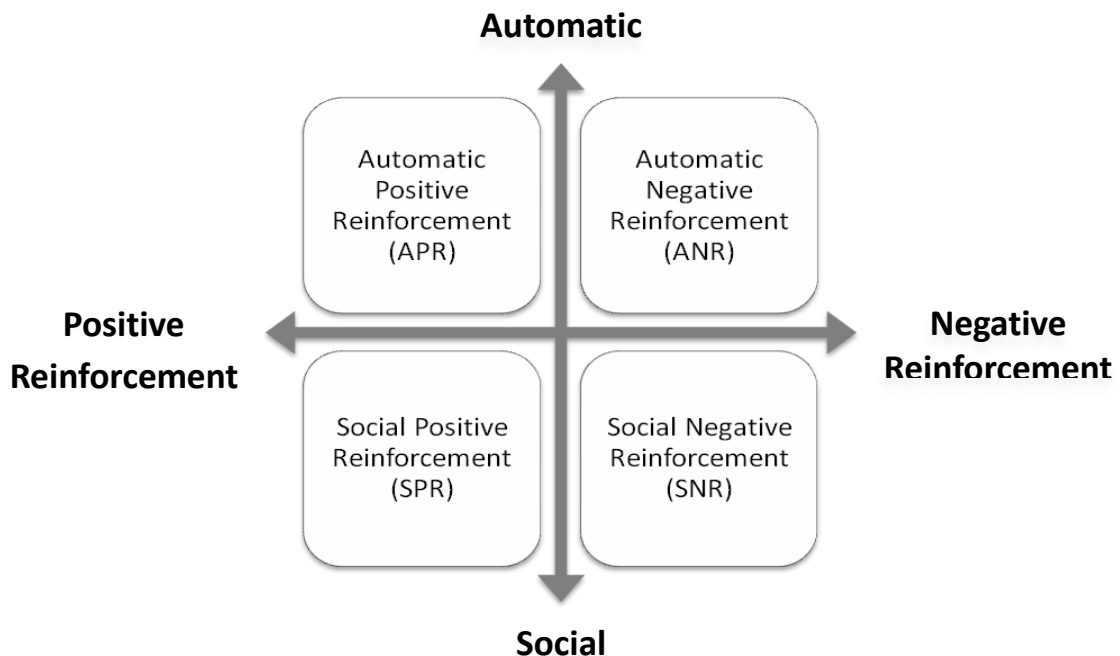 Automatic
Automatic
Positive
Reinforcement
(APR)
Automatic
Negative
Reinforcement
(ANR)
Positive
Reinforcement
Negative
Reinforcement
Social Positive
Reinforcement
(SPR)
Social Negative
Reinforcement
(SNR)
Social